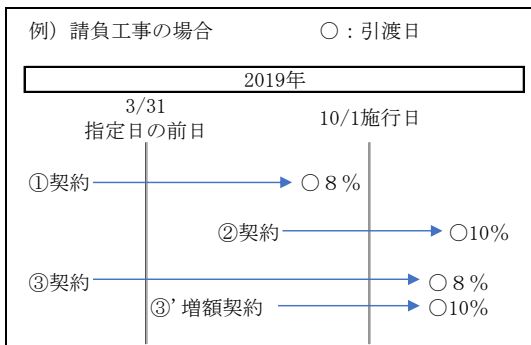 例）請負工事の場合　　　　○：引渡日
2019年
3/31
指定日の前日
10/1施行日
①契約　○８％
②契約　○10％
③契約　○８％
③’増額契約　○10％